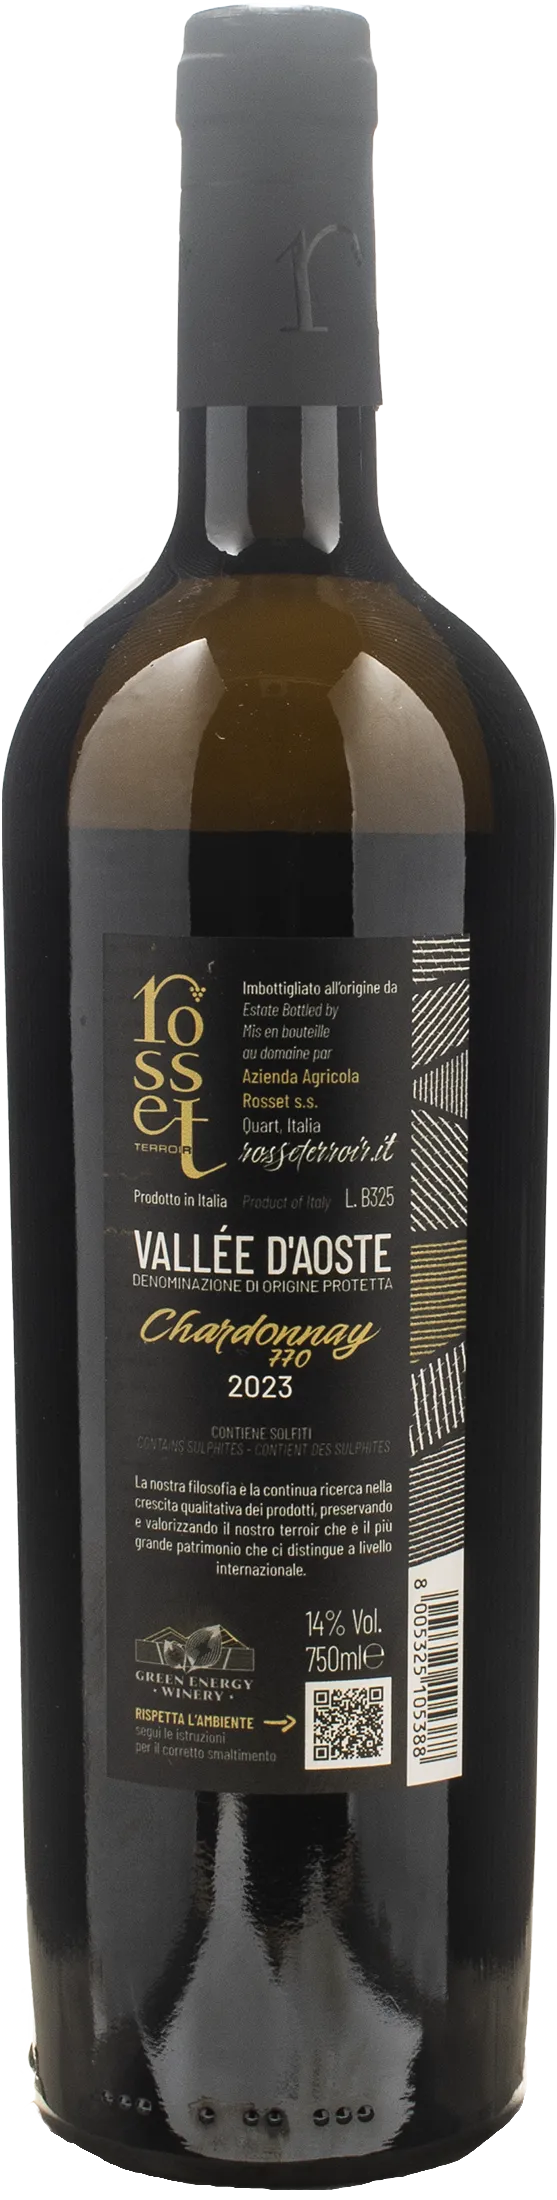 r
rosset
TERROIR
Imbottigliato all'origine da
Estate Bottled by
Mis en bouteille
au domaine par
Azienda Agricola
Rosset s.s.
Quart, Italia
rosseterroir.it
Prodotto in Italia Product of Italy L. B325
VALLÉE D'AOSTE
DENOMINAZIONE DI ORIGINE PROTETTA
Chardonnay
770
2023
CONTIENE SOLFITI
CONTAINS SULPHITES - CONTIENT DES SULPHITES
La nostra filosofia è la continua ricerca nella
crescita qualitativa dei prodotti, preservando
e valorizzando il nostro terroir che è il più
grande patrimonio che ci distingue a livello
internazionale.
14% Vol.
750ml ℮
GREEN ENERGY
• WINERY •
RISPETTA L'AMBIENTE
segui le istruzioni
per il corretto smaltimento
8 005325 105388